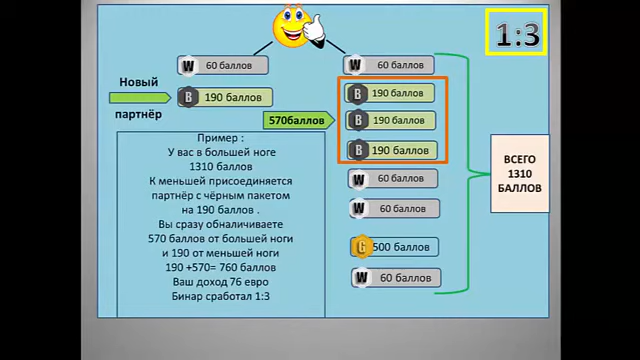 1:3
W 60 баллов
W 60 баллов
Новый
партнёр
B 190 баллов
B 190 баллов
570баллов
B 190 баллов
B 190 баллов
W 60 баллов
W 60 баллов
G 500 баллов
W 60 баллов
ВСЕГО
1310
БАЛЛОВ
Пример :
У вас в большей ноге
1310 баллов
К меньшей присоединяется
партнёр с чёрным пакетом
на 190 баллов .
Вы сразу обналичиваете
570 баллов от большей ноги
и 190 от меньшей ноги
190 +570= 760 баллов
Ваш доход 76 евро
Бинар сработал 1:3